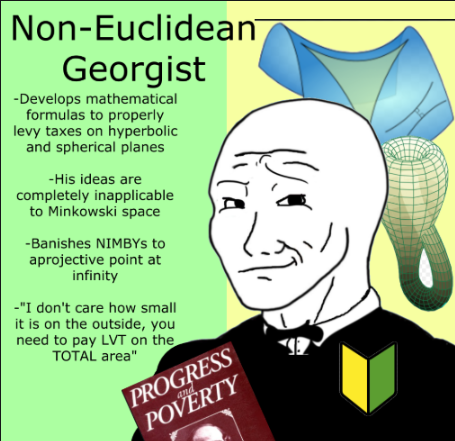 Non-Euclidean
Georgist
-Develops mathematical
formulas to properly
levy taxes on hyperbolic
and spherical planes
-His ideas are
completely inapplicable
to Minkowski space
-Banishes NIMBYs to
aprojective point at
infinity
-"I don't care how small
it is on the outside, you
need to pay LVT on the
TOTAL area"
PROGRESS
and
POVERTY